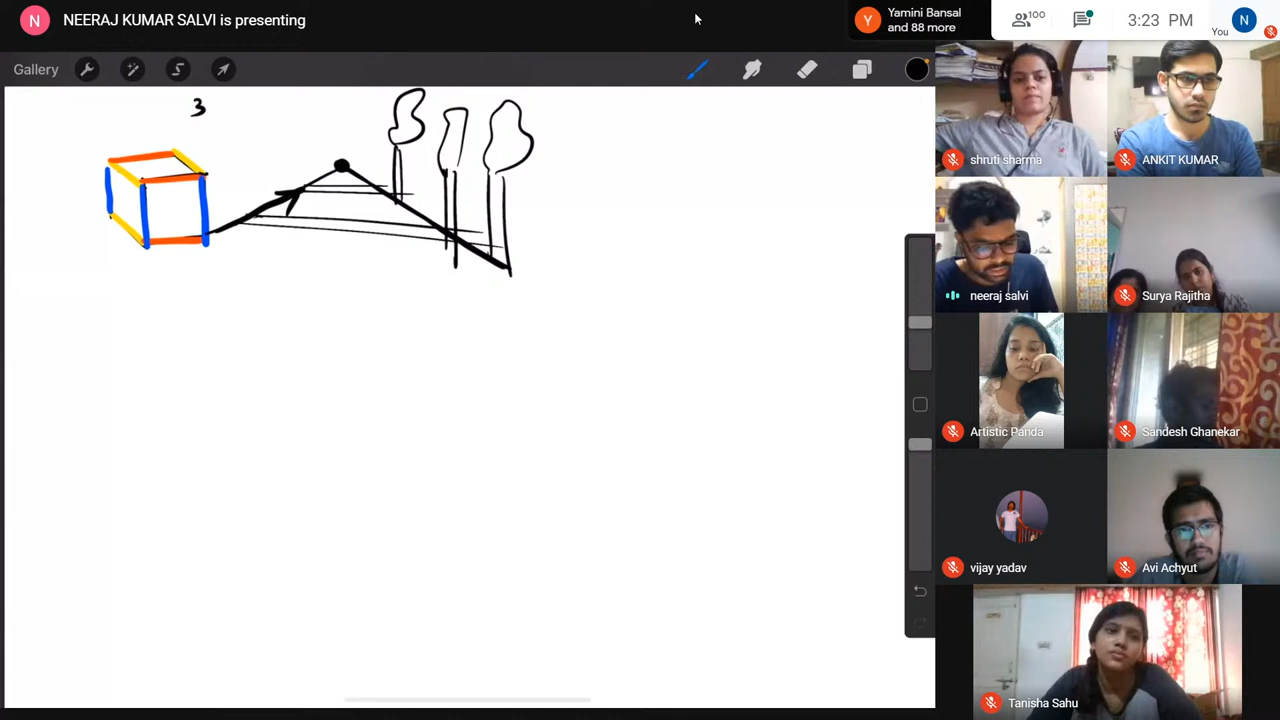 N NEERAJ KUMAR SALVI is presenting
Y Yamini Bansal
and 88 more
100
3:23 PM
You
N
Gallery
3
shruti sharma
ANKIT KUMAR
neeraj salvi
Surya Rajitha
Artistic Panda
Sandesh Ghanekar
vijay yadav
Avi Achyut
Tanisha Sahu